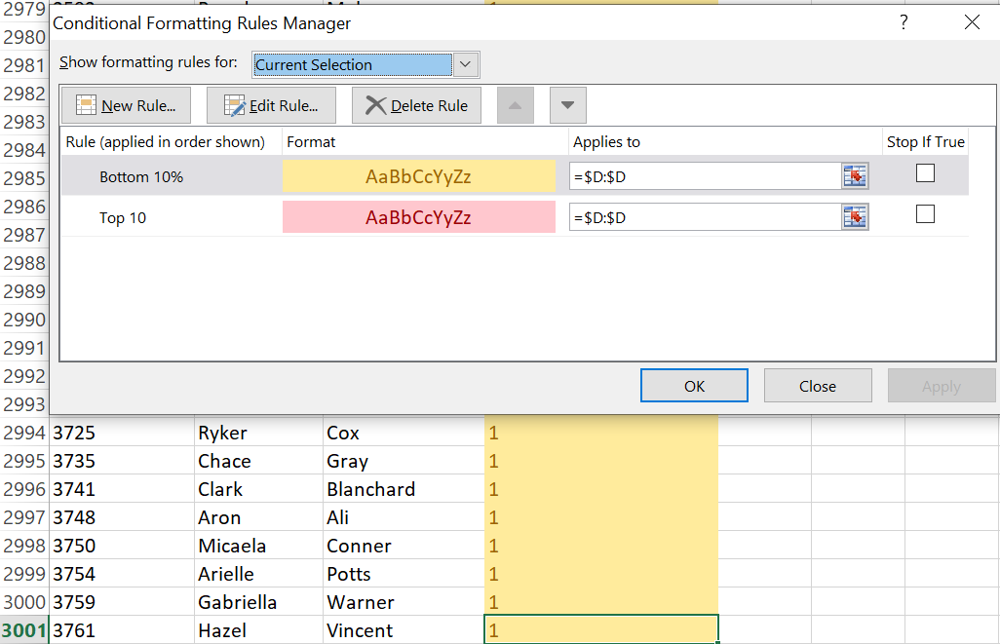 2979
Conditional Formatting Rules Manager ?
2980
2981 Show formatting rules for: Current Selection
2982 New Rule... Edit Rule... Delete Rule
2983
2984 Rule (applied in order shown) Format Applies to Stop If True
2985 Bottom 10% AaBbCcYyZz =$D:$D
2986 Top 10 AaBbCcYyZz =$D:$D
2987
2988
2989
2990
2991
2992 OK Close Apply
2993
2994 3725 Ryker Cox 1
2995 3735 Chace Gray 1
2996 3741 Clark Blanchard 1
2997 3748 Aron Ali 1
2998 3750 Micaela Conner 1
2999 3754 Arielle Potts 1
3000 3759 Gabriella Warner 1
3001 3761 Hazel Vincent 1